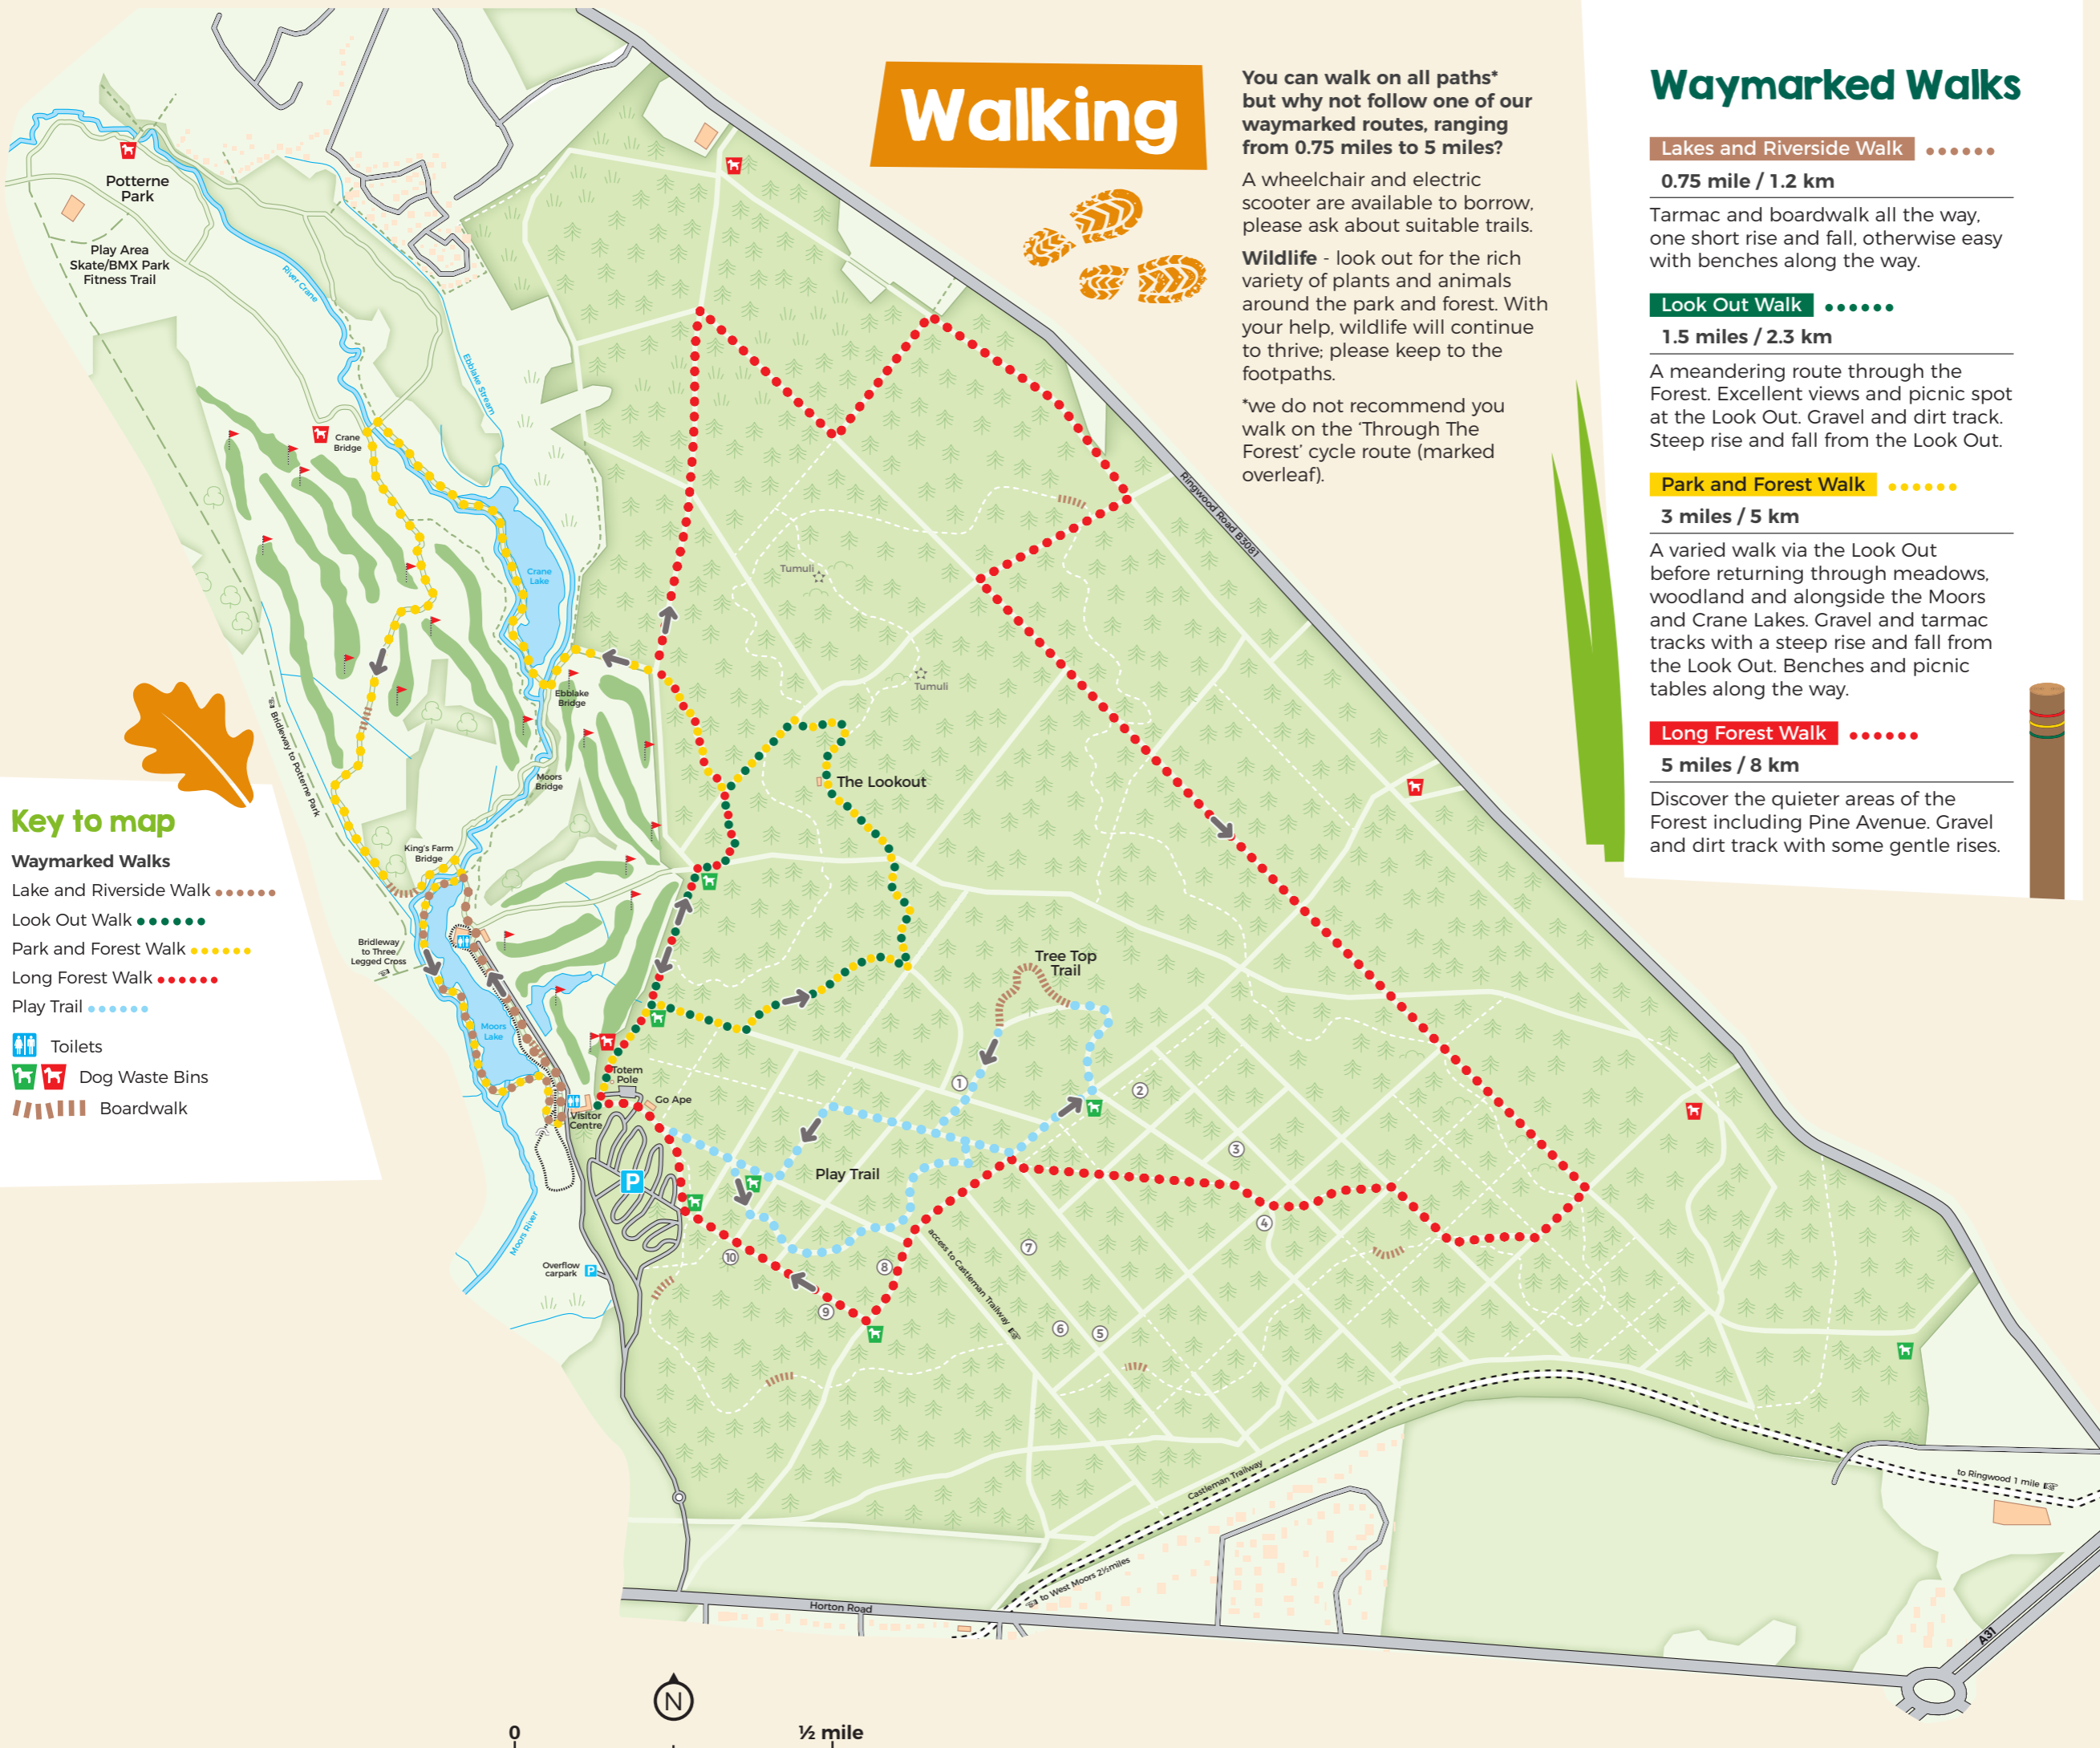 Walking
You can walk on all paths*
but why not follow one of our
waymarked routes, ranging
from 0.75 miles to 5 miles?
A wheelchair and electric
scooter are available to borrow,
please ask about suitable trails.
Wildlife - look out for the rich
variety of plants and animals
around the park and forest. With
your help, wildlife will continue
to thrive; please keep to the
footpaths.
*we do not recommend you
walk on the ‘Through The
Forest’ cycle route (marked
overleaf).
Waymarked Walks
Lakes and Riverside Walk
0.75 mile / 1.2 km
Tarmac and boardwalk all the way,
one short rise and fall, otherwise easy
with benches along the way.
Look Out Walk
1.5 miles / 2.3 km
A meandering route through the
Forest. Excellent views and picnic spot
at the Look Out. Gravel and dirt track.
Steep rise and fall from the Look Out.
Park and Forest Walk
3 miles / 5 km
A varied walk via the Look Out
before returning through meadows,
woodland and alongside the Moors
and Crane Lakes. Gravel and tarmac
tracks with a steep rise and fall from
the Look Out. Benches and picnic
tables along the way.
Long Forest Walk
5 miles / 8 km
Discover the quieter areas of the
Forest including Pine Avenue. Gravel
and dirt track with some gentle rises.
Potterne
Park
Play Area
Skate/BMX Park
Fitness Trail
River Crane
Ebblake Stream
Crane
Bridge
Crane
Lake
Ringwood Road B3081
Tumuli
Tumuli
Ebblake
Bridge
Bridleway to Potterne Park
Moors
Bridge
The Lookout
King's Farm
Bridge
Bridleway
to Three
Legged Cross
Moors
Lake
Tree Top
Trail
Totem
Pole
Go Ape
Visitor
Centre
P
Play Trail
1
2
3
4
5
6
7
8
9
10
Moors River
Overflow
carpark
P
access to Castleman Trailway
Castleman Trailway
to West Moors 2½miles
to Ringwood 1 mile
Horton Road
A31
Key to map
Waymarked Walks
Lake and Riverside Walk
Look Out Walk
Park and Forest Walk
Long Forest Walk
Play Trail
Toilets
Dog Waste Bins
Boardwalk
N
0
½ mile